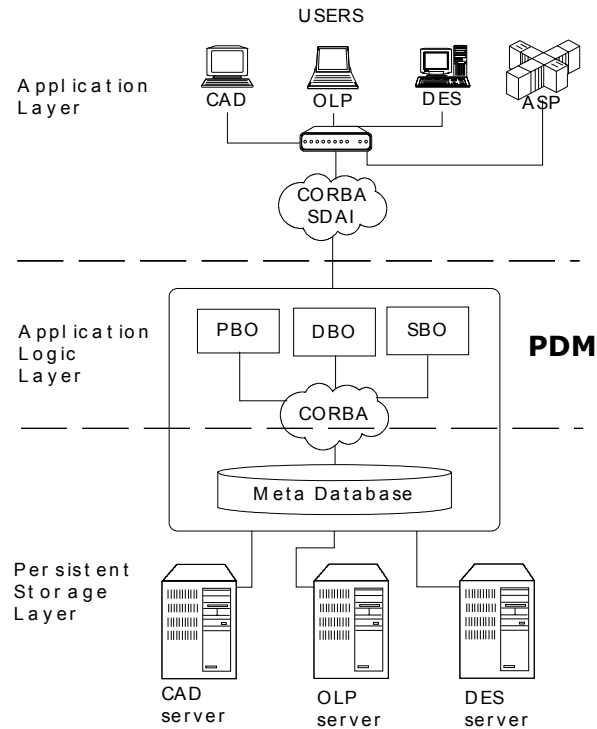 USERS
Application
Layer
CAD
OLP
DES
ASP
CORBA
SDAI
Application
Logic
Layer
PBO
DBO
SBO
PDM
CORBA
Meta Database
Persistent
Storage
Layer
CAD
server
OLP
server
DES
server